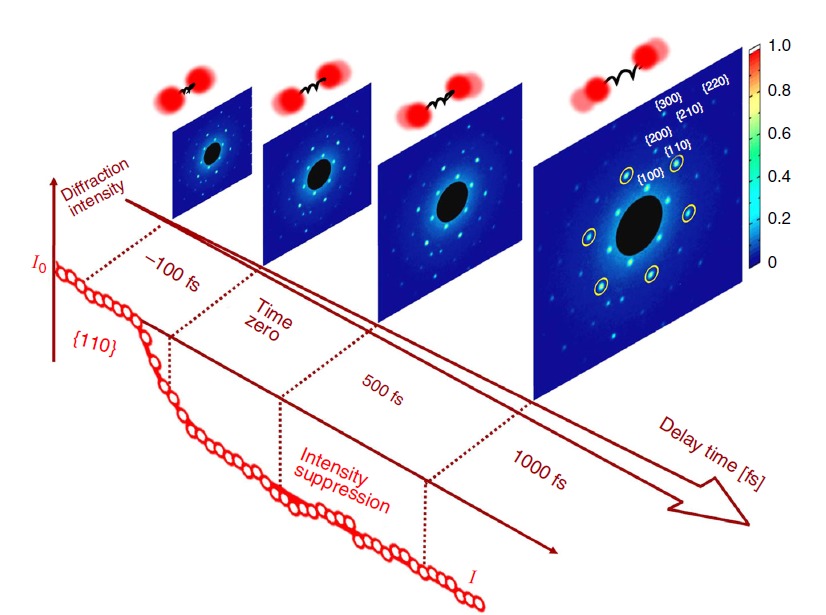 1.0
0.8
0.6
0.4
0.2
0
{300}
{220}
{210}
{200}
{110}
{100}
Diffraction
intensity
I0
{110}
−100 fs
Time
zero
500 fs
1000 fs
Delay time [fs]
Intensity
suppression
I